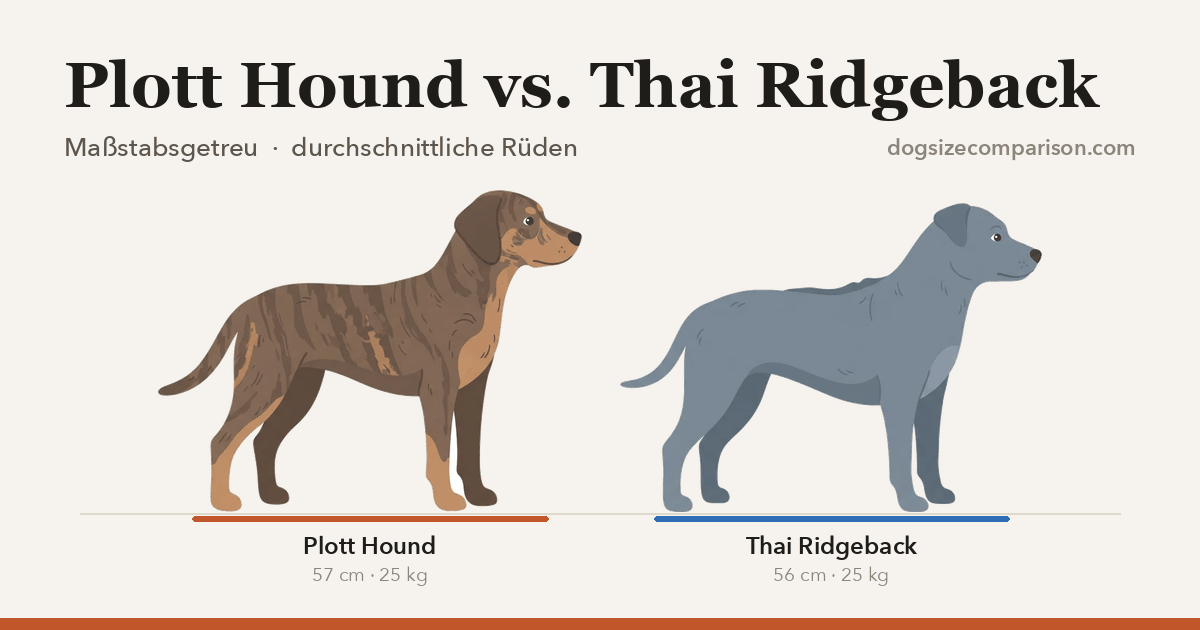 Plott Hound vs. Thai Ridgeback
Maßstabsgetreu · durchschnittliche Rüden
dogsizecomparison.com
Plott Hound
57 cm · 25 kg
Thai Ridgeback
56 cm · 25 kg